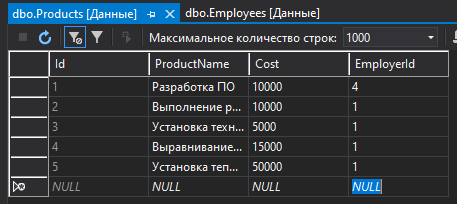 dbo.Products [Данные] dbo.Employees [Данные]
Максимальное количество строк: 1000
Id ProductName Cost EmployerId
1 Разработка ПО 10000 4
2 Выполнение р... 10000 1
3 Установка техн... 5000 1
4 Выравнивание... 15000 1
5 Установка теп... 50000 1
NULL NULL NULL NULL